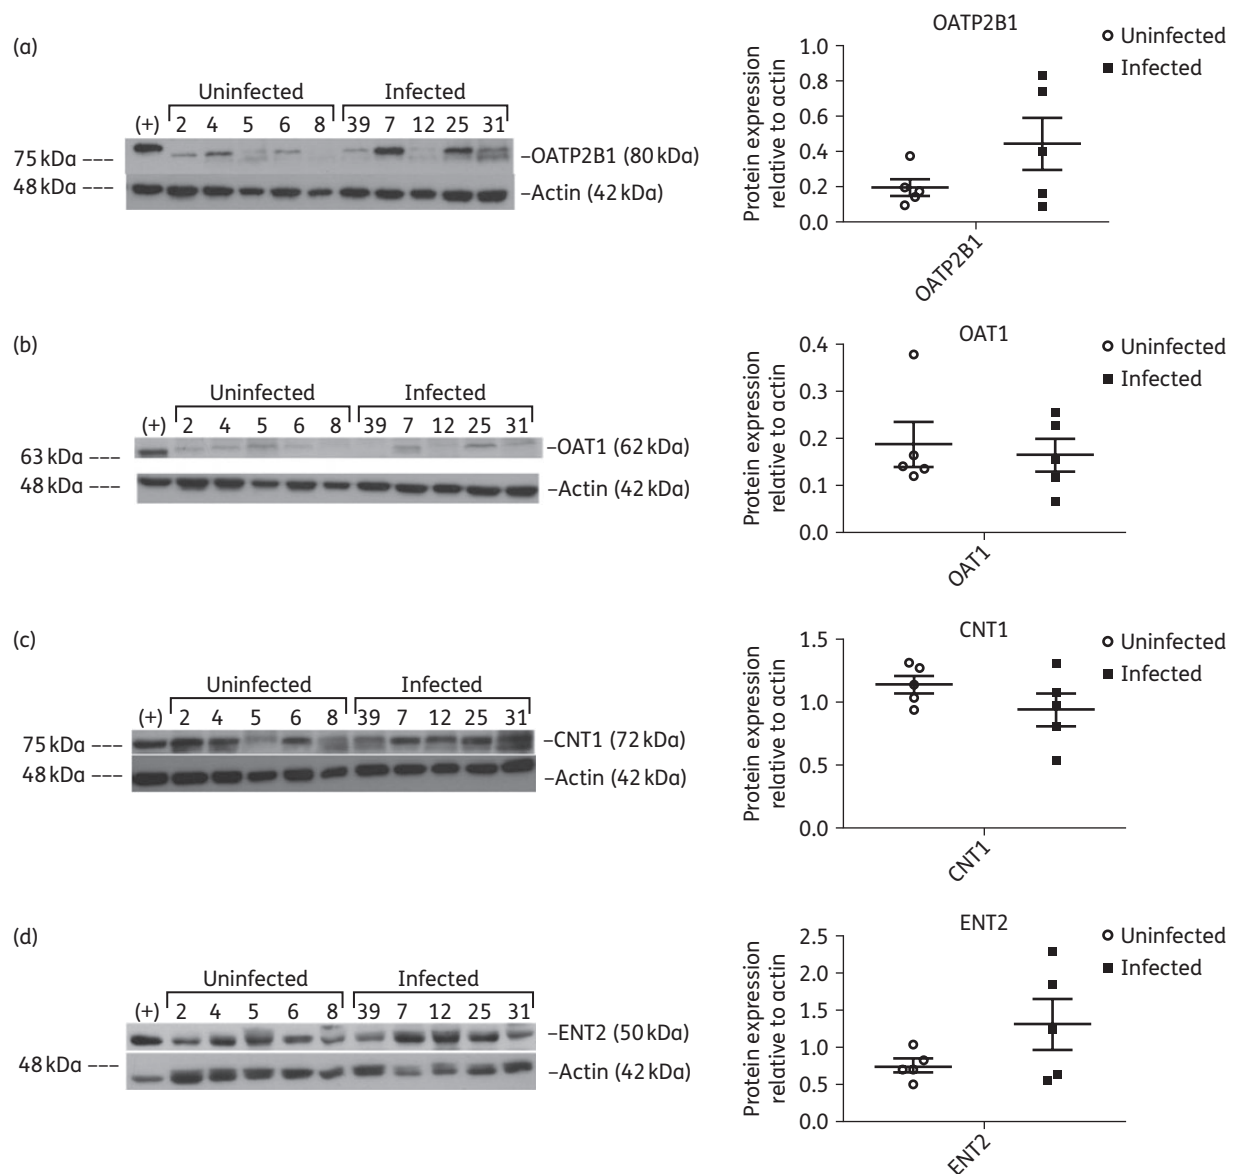 (a)
Uninfected Infected
(+) 2 4 5 6 8 39 7 12 25 31
75 kDa --- –OATP2B1 (80 kDa)
48 kDa --- –Actin (42 kDa)
OATP2B1
Uninfected
Infected
Protein expression
relative to actin
1.0
0.8
0.6
0.4
0.2
0.0
OATP2B1
(b)
Uninfected Infected
(+) 2 4 5 6 8 39 7 12 25 31
63 kDa --- –OAT1 (62 kDa)
48 kDa --- –Actin (42 kDa)
OAT1
Uninfected
Infected
Protein expression
relative to actin
0.4
0.3
0.2
0.1
0.0
OAT1
(c)
Uninfected Infected
(+) 2 4 5 6 8 39 7 12 25 31
75 kDa --- –CNT1 (72 kDa)
48 kDa --- –Actin (42 kDa)
CNT1
Uninfected
Infected
Protein expression
relative to actin
1.5
1.0
0.5
0.0
CNT1
(d)
Uninfected Infected
(+) 2 4 5 6 8 39 7 12 25 31
–ENT2 (50 kDa)
48 kDa --- –Actin (42 kDa)
ENT2
Uninfected
Infected
Protein expression
relative to actin
2.5
2.0
1.5
1.0
0.5
0.0
ENT2